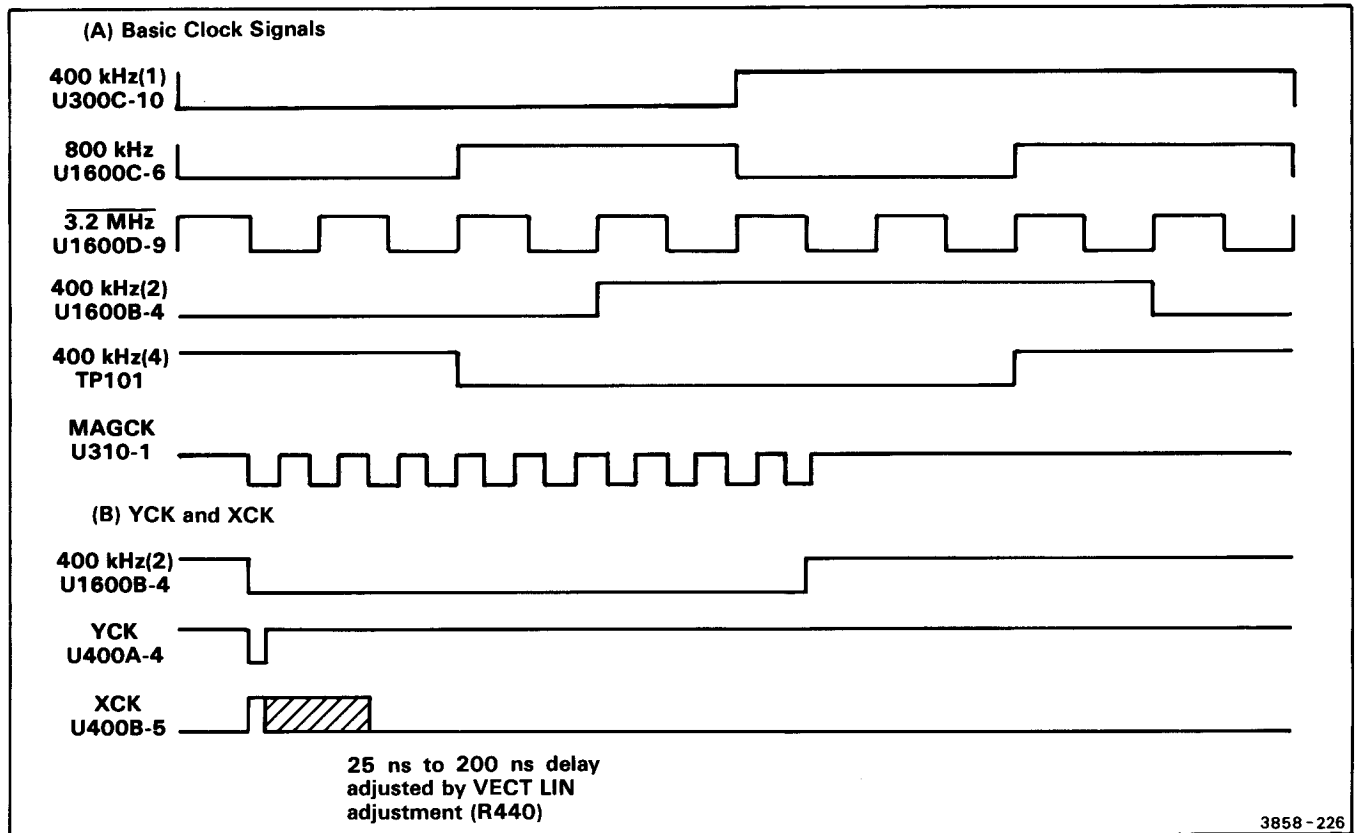 (A) Basic Clock Signals
400 kHz(1)
U300C-10
800 kHz
U1600C-6
3.2 MHz
U1600D-9
400 kHz(2)
U1600B-4
400 kHz(4)
TP101
MAGCK
U310-1
(B) YCK and XCK
400 kHz(2)
U1600B-4
YCK
U400A-4
XCK
U400B-5
25 ns to 200 ns delay
adjusted by VECT LIN
adjustment (R440)
3858-226